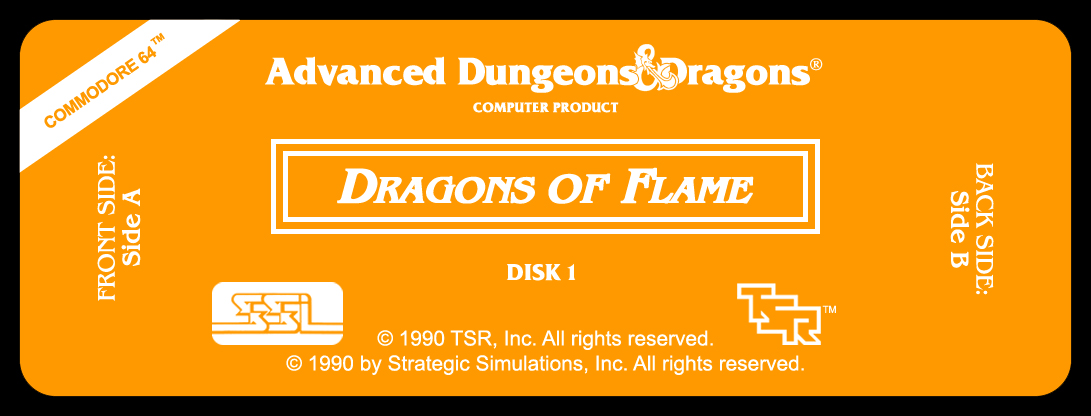 COMMODORE 64™
Advanced Dungeons & Dragons®
COMPUTER PRODUCT
FRONT SIDE:
Side A
DRAGONS OF FLAME
BACK SIDE:
Side B
DISK 1
SSI
TSR™
© 1990 TSR, Inc. All rights reserved.
© 1990 by Strategic Simulations, Inc. All rights reserved.